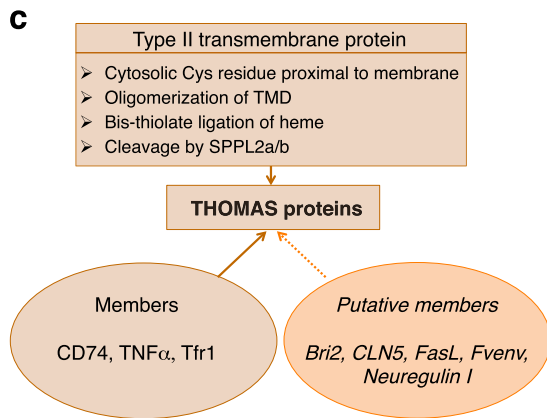 c
Type II transmembrane protein
➢ Cytosolic Cys residue proximal to membrane
➢ Oligomerization of TMD
➢ Bis-thiolate ligation of heme
➢ Cleavage by SPPL2a/b
THOMAS proteins
Members
CD74, TNFα, Tfr1
Putative members
Bri2, CLN5, FasL, Fvenv,
Neuregulin I